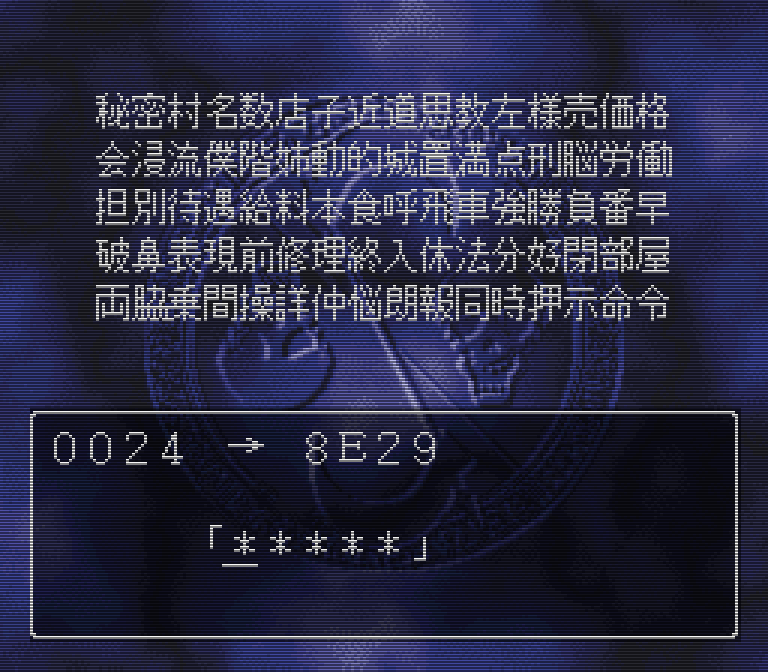 秘密村名数店子近道思教左様売価格
会浸流僕階姉動的城置満点刑脳労働
担別待遇給料本食呼飛車強勝負番早
破鼻表現前修理終入休法分好閉部屋
両脇乗間操詳仲悩朗報同時押示命令
0024 → 8E29
「*****」